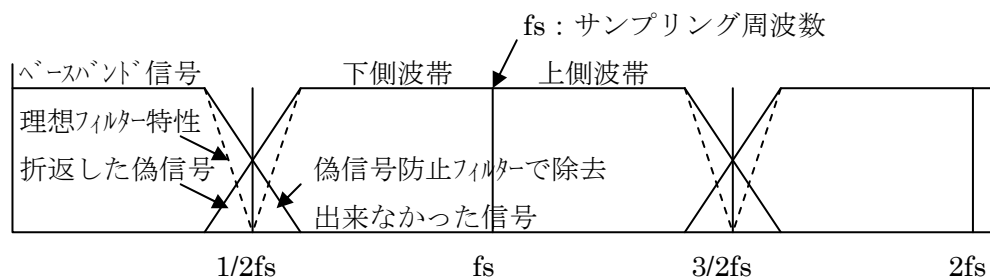 fs：サンプリング周波数
ﾍﾞｰｽﾊﾞﾝﾄﾞ信号 下側波帯 上側波帯
理想ﾌｨﾙﾀｰ特性
折返した偽信号 偽信号防止ﾌｨﾙﾀｰで除去
出来なかった信号
1/2fs fs 3/2fs 2fs